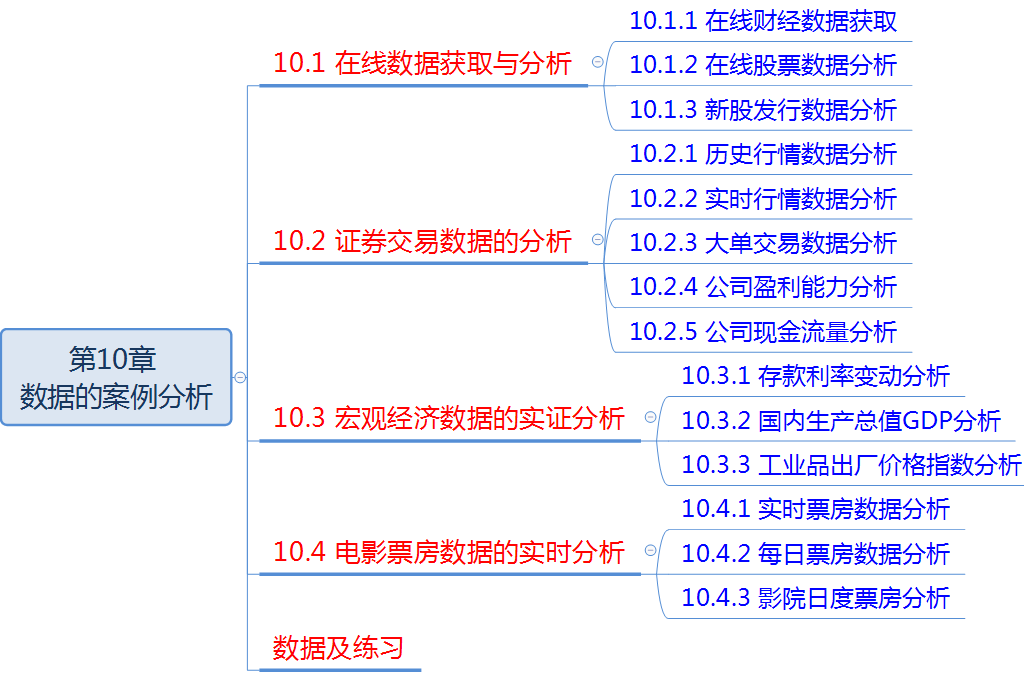 第10章
数据的案例分析
10.1 在线数据获取与分析
10.1.1 在线财经数据获取
10.1.2 在线股票数据分析
10.1.3 新股发行数据分析
10.2 证券交易数据的分析
10.2.1 历史行情数据分析
10.2.2 实时行情数据分析
10.2.3 大单交易数据分析
10.2.4 公司盈利能力分析
10.2.5 公司现金流量分析
10.3 宏观经济数据的实证分析
10.3.1 存款利率变动分析
10.3.2 国内生产总值GDP分析
10.3.3 工业品出厂价格指数分析
10.4 电影票房数据的实时分析
10.4.1 实时票房数据分析
10.4.2 每日票房数据分析
10.4.3 影院日度票房分析
数据及练习